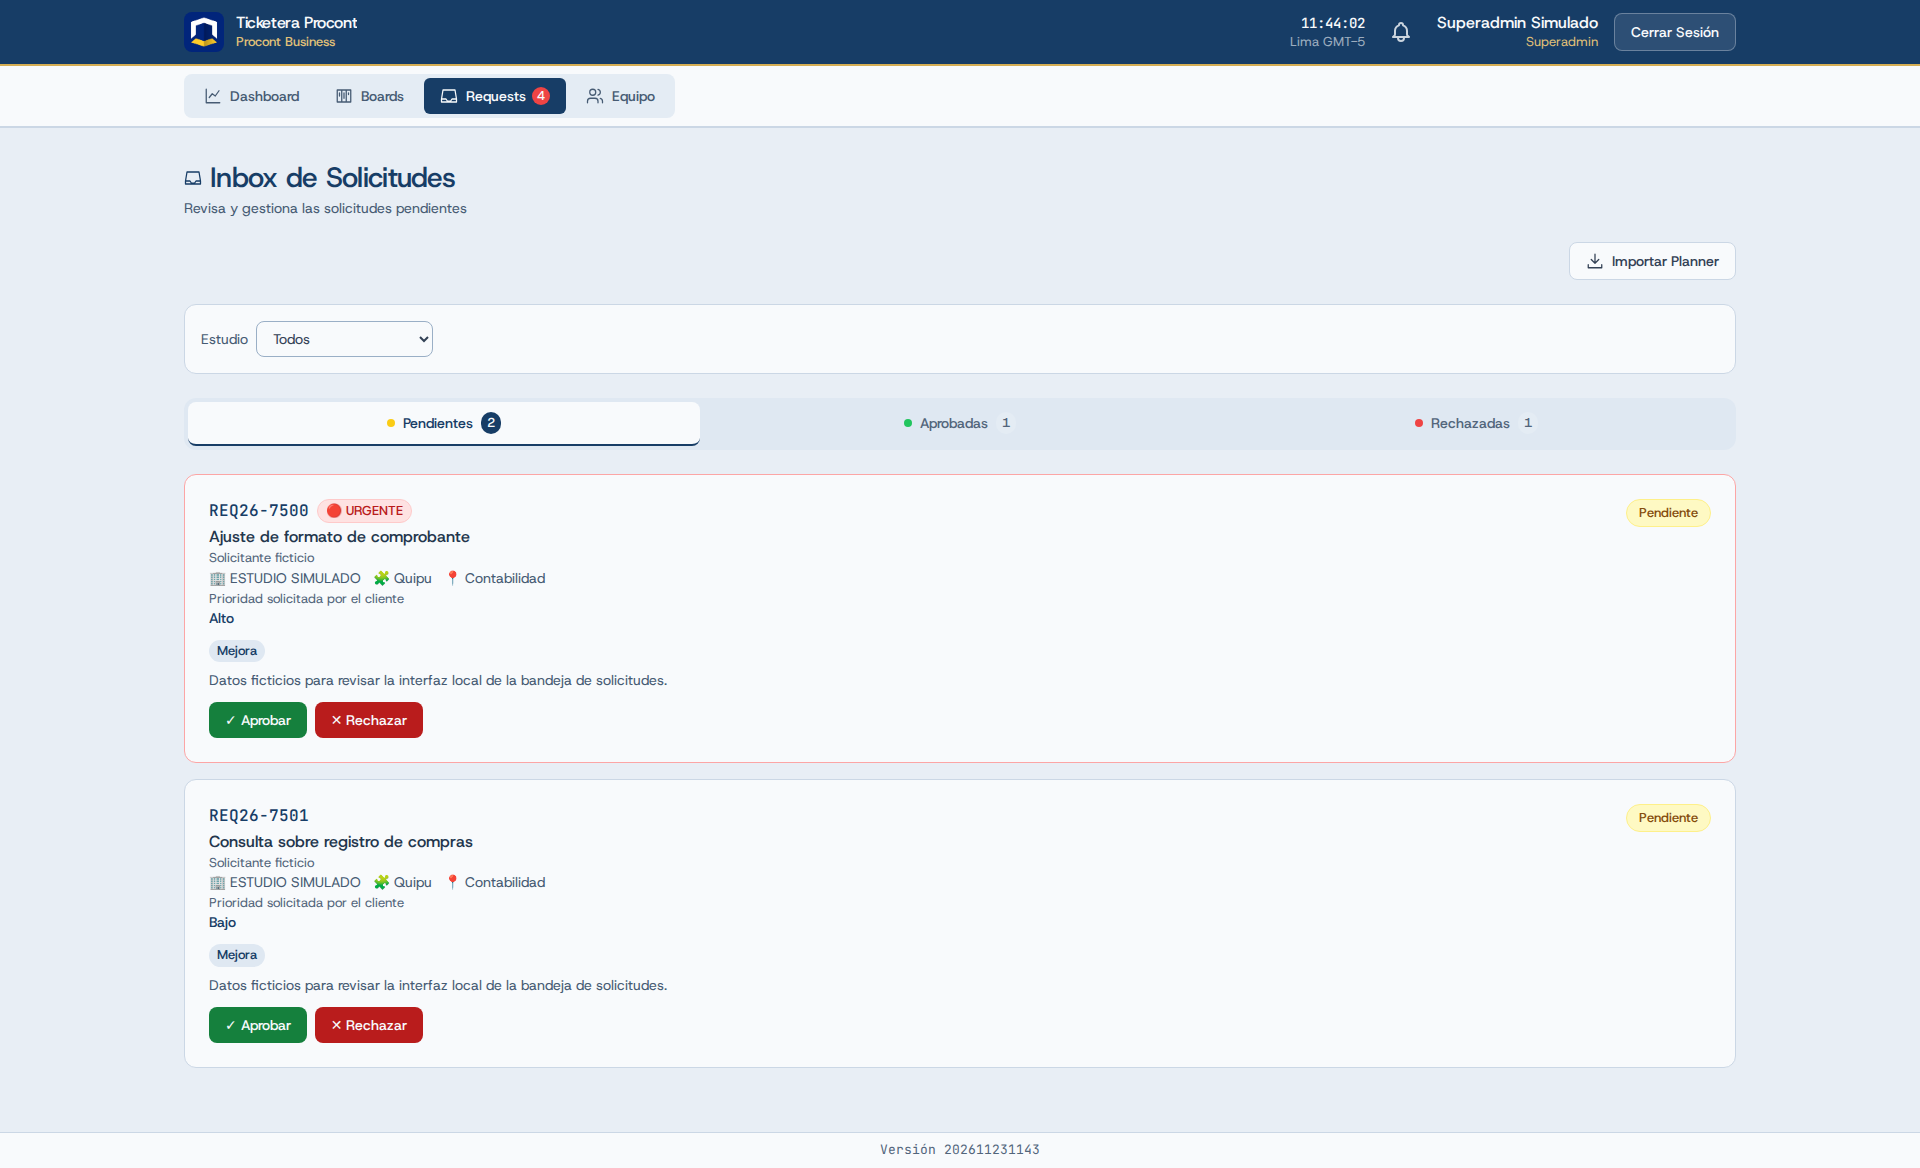 Ticketera Procont
Procont Business
11:44:02
Lima GMT-5
Superadmin Simulado
Superadmin
Cerrar Sesión
Dashboard
Boards
Requests 4
Equipo
Inbox de Solicitudes
Revisa y gestiona las solicitudes pendientes
Importar Planner
Estudio Todos
Pendientes 2
Aprobadas 1
Rechazadas 1
REQ26-7500 URGENTE
Pendiente
Ajuste de formato de comprobante
Solicitante ficticio
ESTUDIO SIMULADO Quipu Contabilidad
Prioridad solicitada por el cliente
Alto
Mejora
Datos ficticios para revisar la interfaz local de la bandeja de solicitudes.
✓ Aprobar ✕ Rechazar
REQ26-7501
Pendiente
Consulta sobre registro de compras
Solicitante ficticio
ESTUDIO SIMULADO Quipu Contabilidad
Prioridad solicitada por el cliente
Bajo
Mejora
Datos ficticios para revisar la interfaz local de la bandeja de solicitudes.
✓ Aprobar ✕ Rechazar
Versión 202611231143